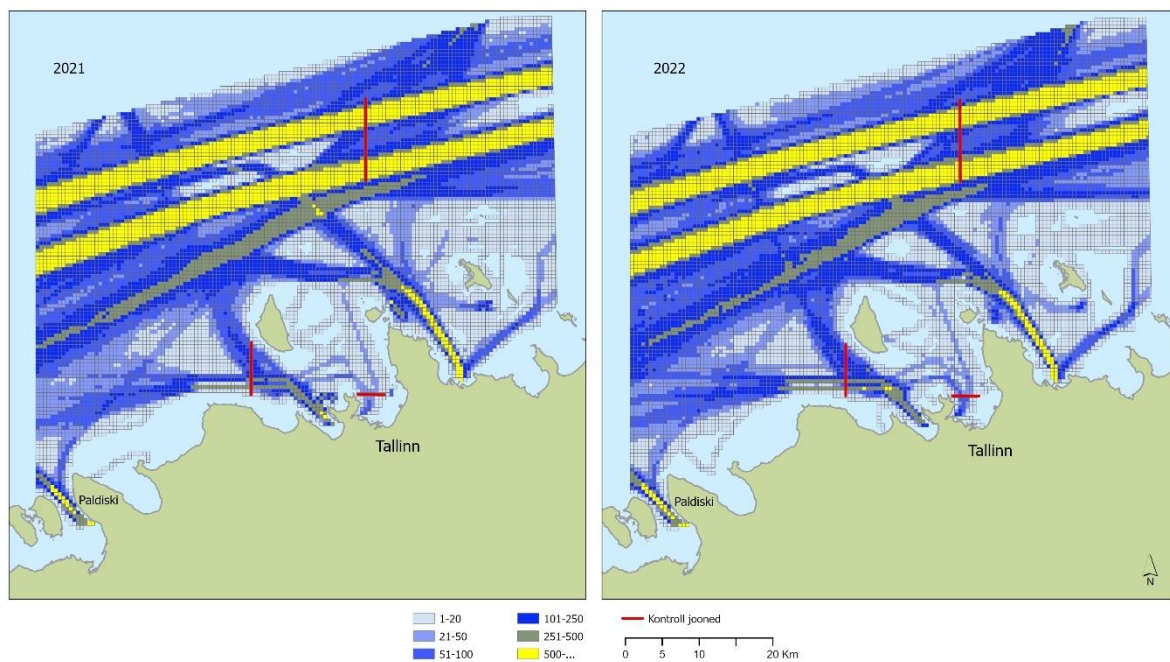 2021
Tallinn
Paldiski
2022
Tallinn
Paldiski
N
1-20
21-50
51-100
101-250
251-500
500-...
Kontroll jooned
0 5 10 20 Km